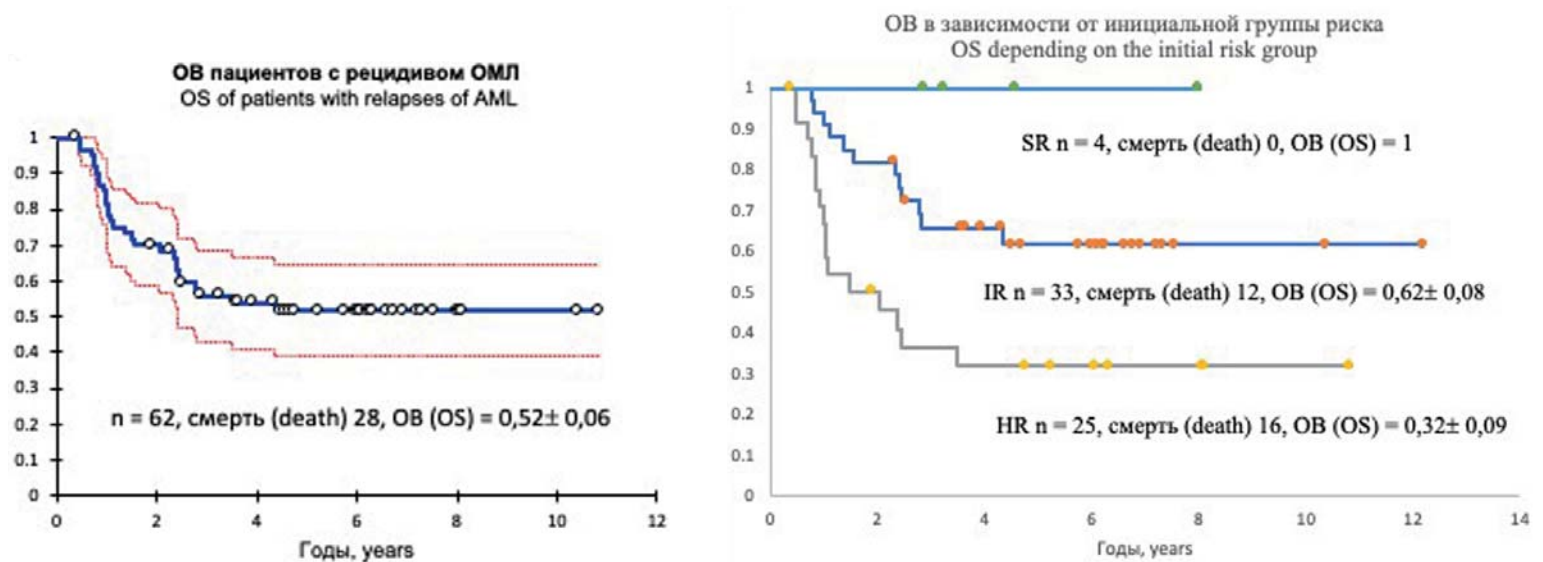 ОВ пациентов с рецидивом ОМЛ
OS of patients with relapses of AML
1
0.9
0.8
0.7
0.6
0.5
0.4
0.3
0.2
0.1
0
n = 62, смерть (death) 28, ОВ (OS) = 0,52± 0,06
0 2 4 6 8 10 12
Годы, years
ОВ в зависимости от инициальной группы риска
OS depending on the initial risk group
1
0.9
0.8
0.7
0.6
0.5
0.4
0.3
0.2
0.1
0
SR n = 4, смерть (death) 0, ОВ (OS) = 1
IR n = 33, смерть (death) 12, ОВ (OS) = 0,62± 0,08
HR n = 25, смерть (death) 16, ОВ (OS) = 0,32± 0,09
0 2 4 6 8 10 12 14
Годы, years